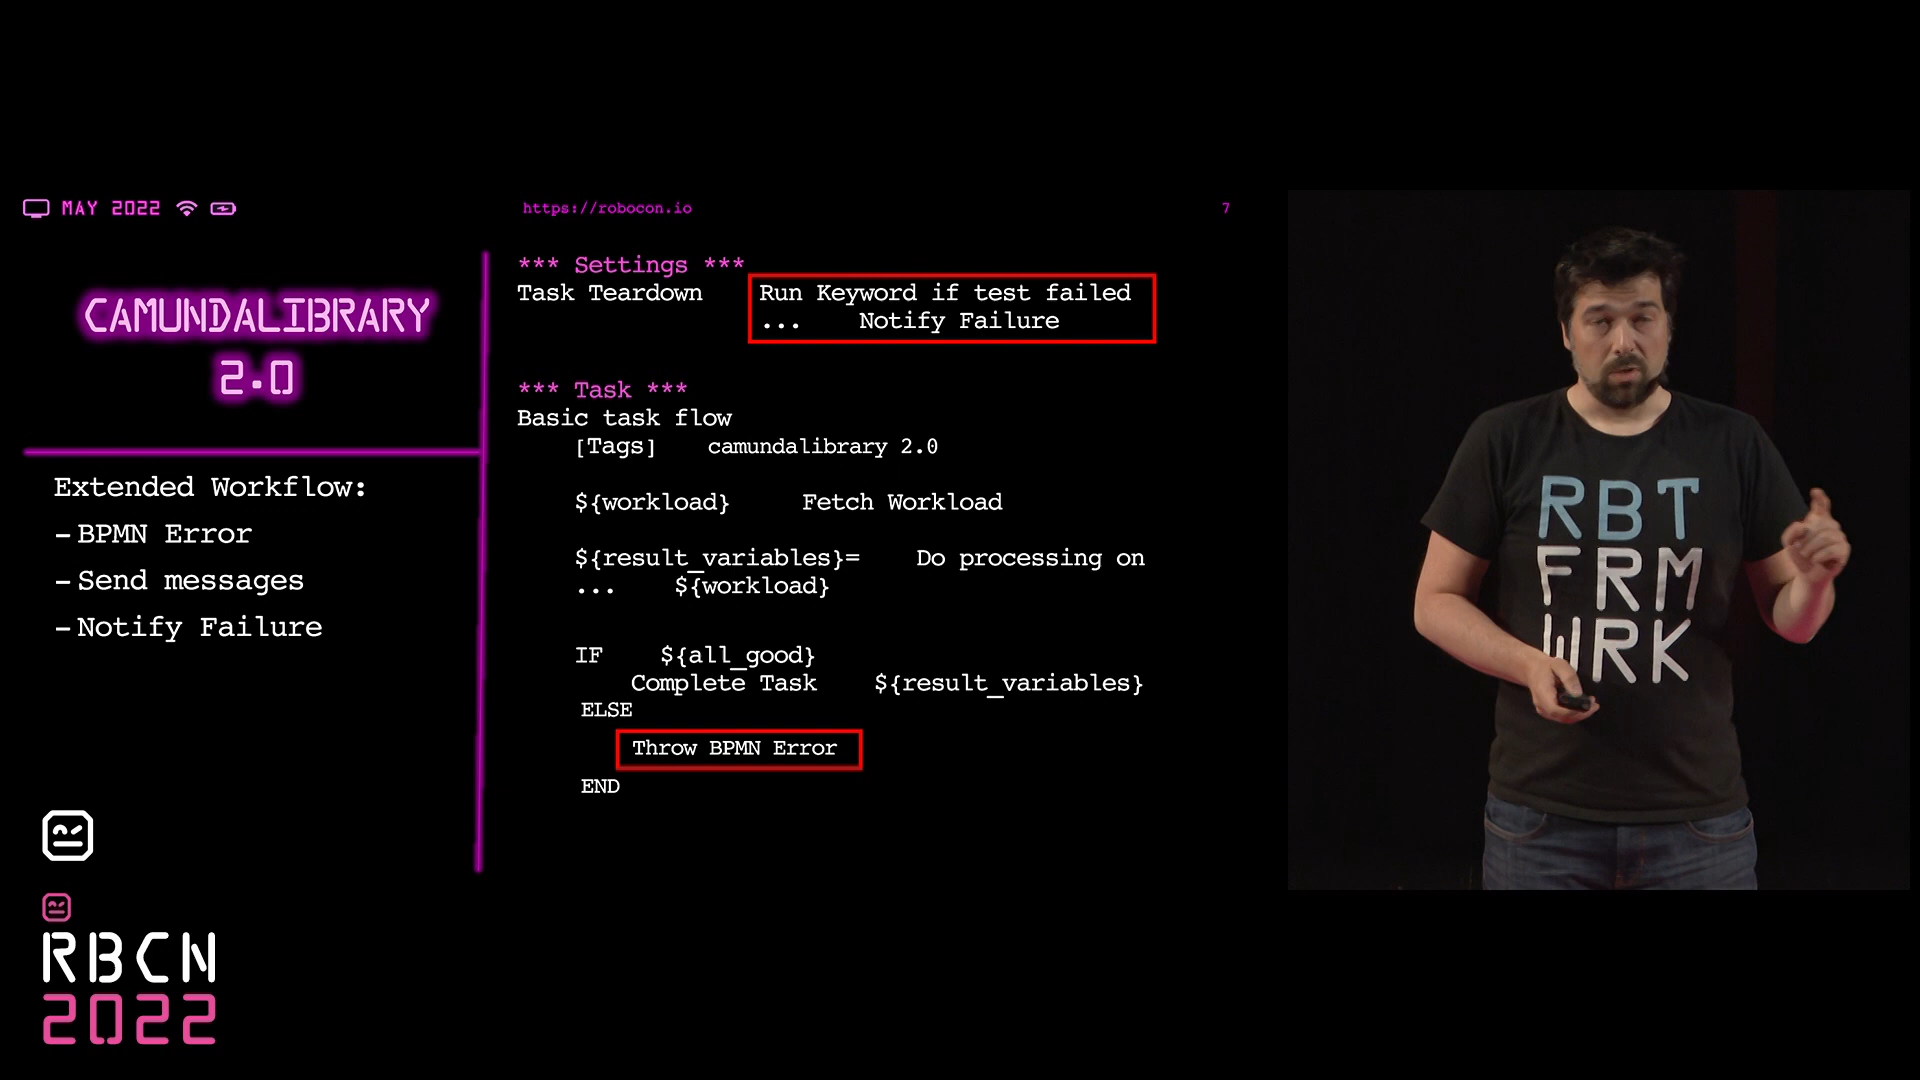 MAY 2022
https://robocon.io
7
CAMUNDALIBRARY
2.0
Extended Workflow:
- BPMN Error
- Send messages
- Notify Failure
*** Settings ***
Task Teardown    Run Keyword if test failed
...    Notify Failure
*** Task ***
Basic task flow
[Tags]    camundalibrary 2.0
${workload}    Fetch Workload
${result_variables}=    Do processing on
...    ${workload}
IF    ${all_good}
Complete Task    ${result_variables}
ELSE
Throw BPMN Error
END
RBCN
2022
RBT
FRM
WRK